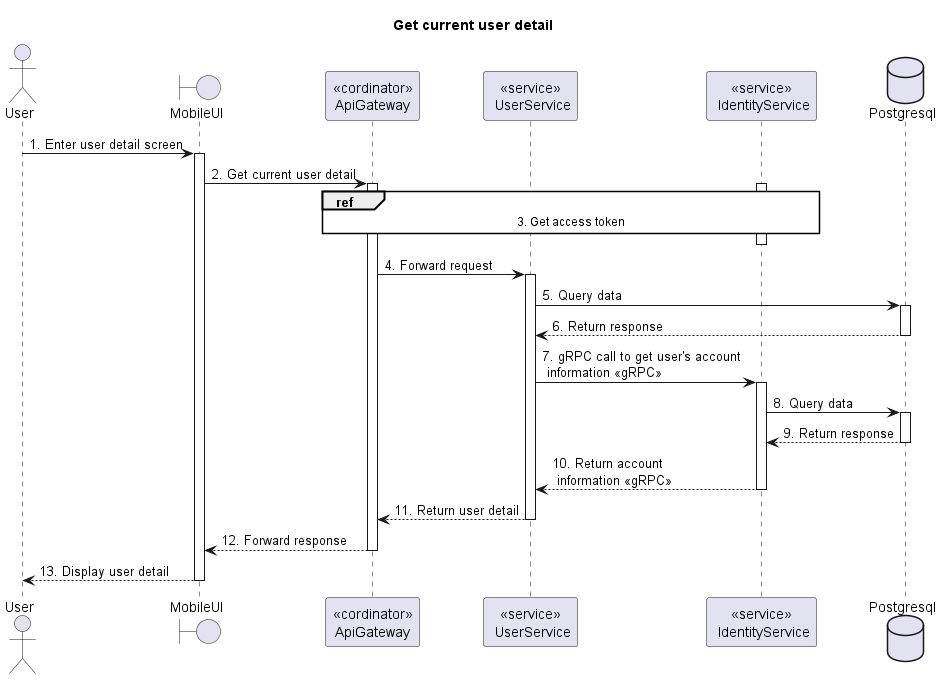 Get current user detail
User
MobileUI
«cordinator»
ApiGateway
«service»
UserService
«service»
IdentityService
Postgresql
1. Enter user detail screen
2. Get current user detail
ref
3. Get access token
4. Forward request
5. Query data
6. Return response
7. gRPC call to get user's account
information «gRPC»
8. Query data
9. Return response
10. Return account
information «gRPC»
11. Return user detail
12. Forward response
13. Display user detail
User
MobileUI
«cordinator»
ApiGateway
«service»
UserService
«service»
IdentityService
Postgresql